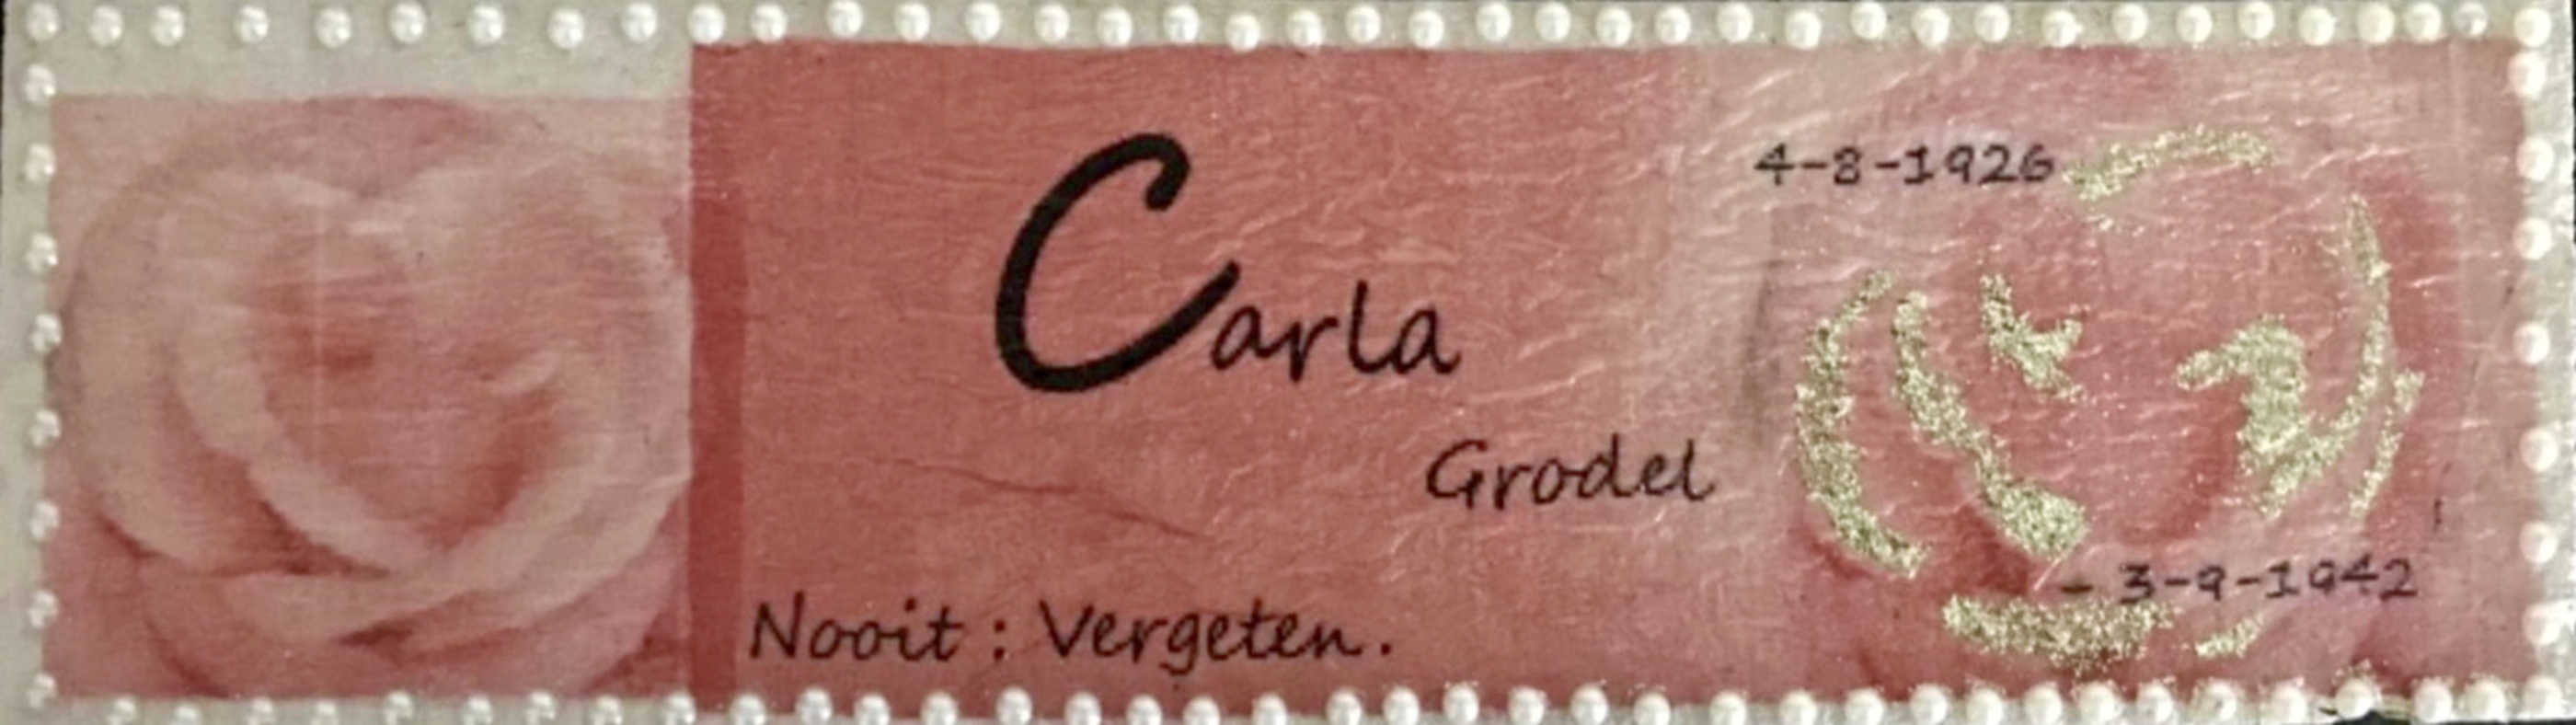 4-8-1926
Carla
Grodel
- 3-9-1942
Nooit : Vergeten.